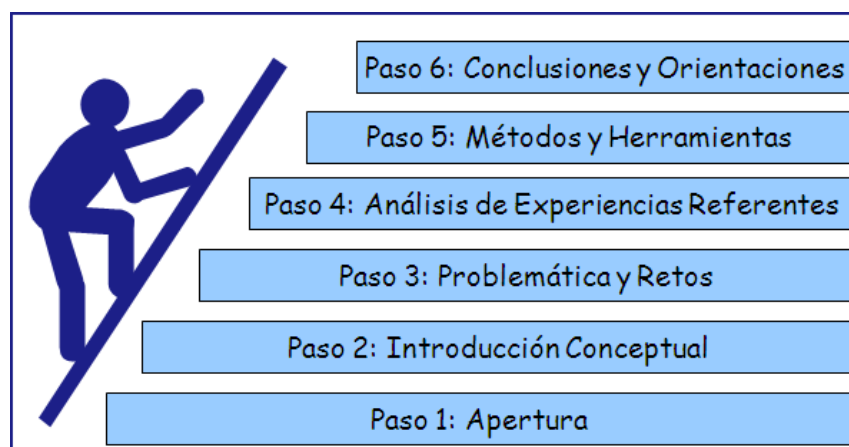 Paso 6: Conclusiones y Orientaciones
Paso 5: Métodos y Herramientas
Paso 4: Análisis de Experiencias Referentes
Paso 3: Problemática y Retos
Paso 2: Introducción Conceptual
Paso 1: Apertura